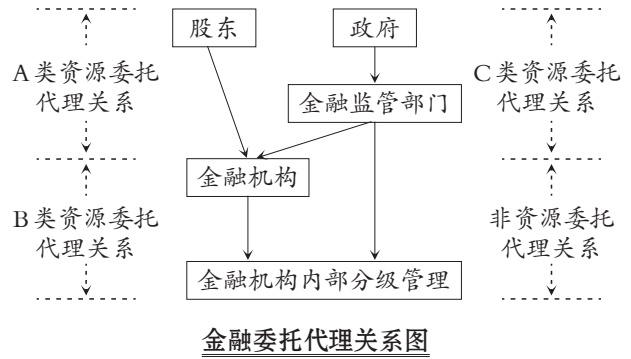 股东
政府
A类资源委托
代理关系
C类资源委托
代理关系
金融监管部门
金融机构
B类资源委托
代理关系
非资源委托
代理关系
金融机构内部分级管理
金融委托代理关系图